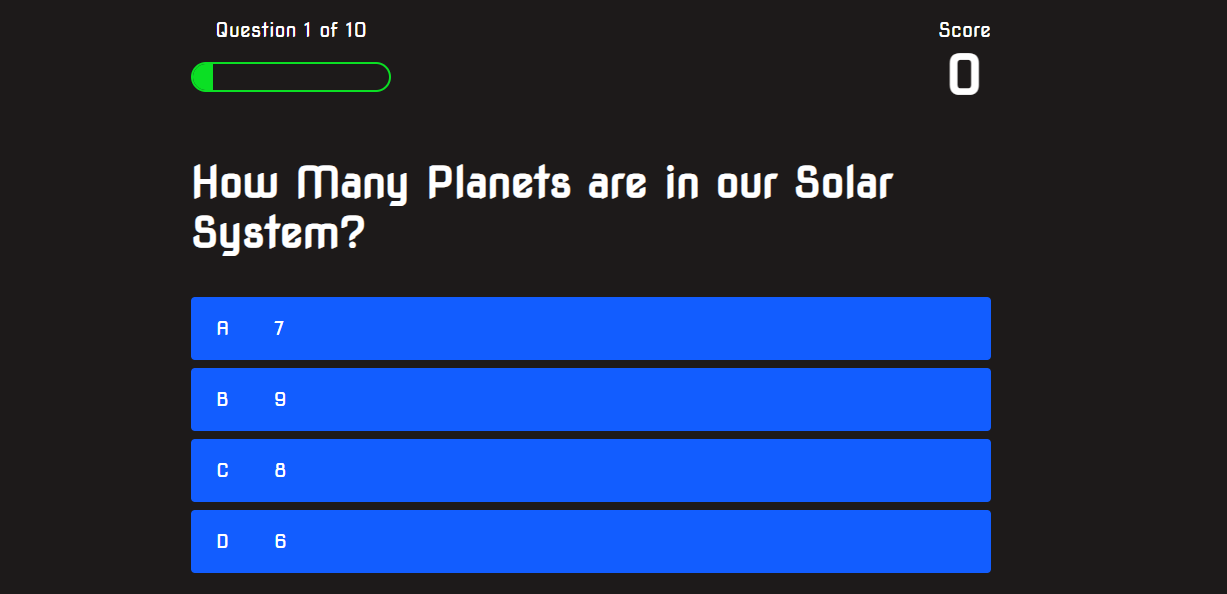 Question 1 of 10
Score
0
How Many Planets are in our Solar
System?
A 7
B 9
C 8
D 6